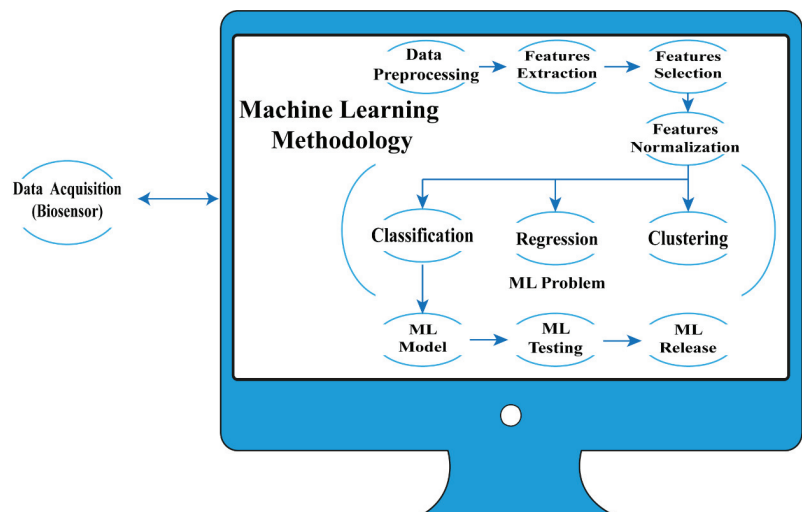 Data
Preprocessing
Features
Extraction
Features
Selection
Machine Learning
Methodology
Features
Normalization
Data Acquisition
(Biosensor)
Classification
Regression
Clustering
ML Problem
ML
Model
ML
Testing
ML
Release